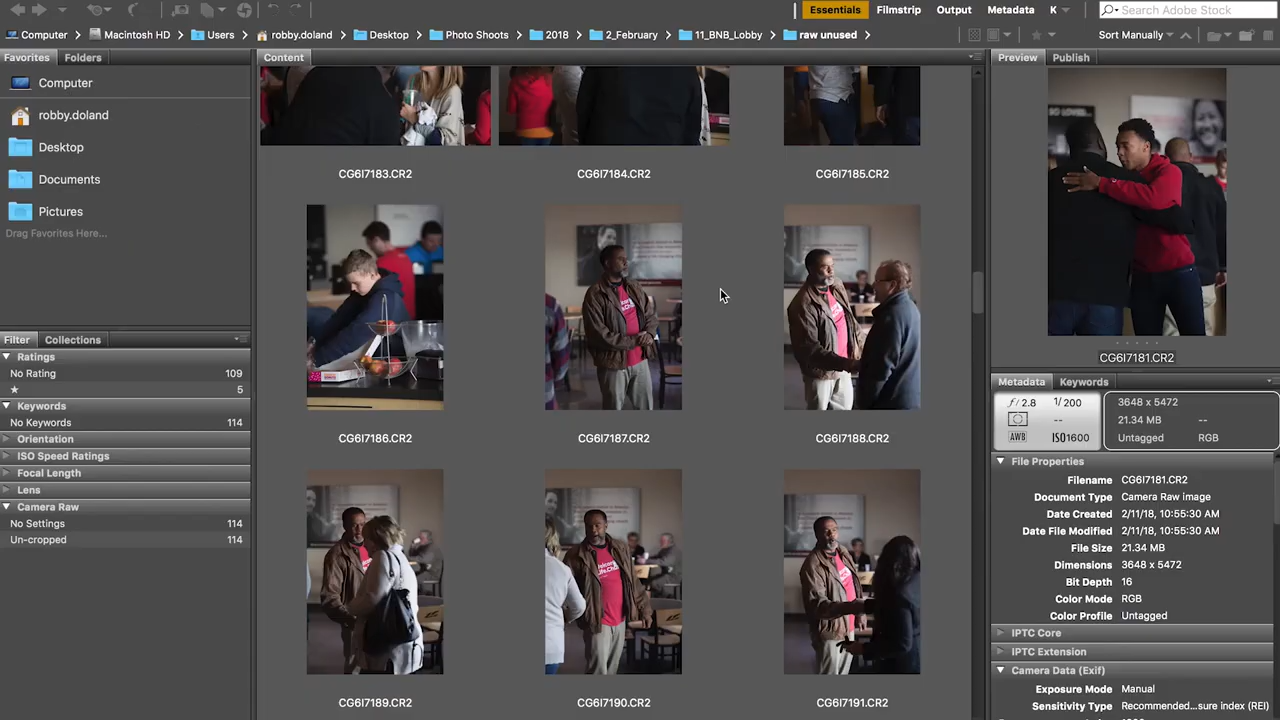 Essentials Filmstrip Output Metadata K Search Adobe Stock
Computer Macintosh HD Users robby.doland Desktop Photo Shoots 2018 2_February 11_BNB_Lobby raw unused Sort Manually
Favorites Folders
Computer
robby.doland
Desktop
Documents
Pictures
Drag Favorites Here...
Filter Collections
Ratings
No Rating 109
★ 5
Keywords
No Keywords 114
Orientation
ISO Speed Ratings
Focal Length
Lens
Camera Raw
No Settings 114
Un-cropped 114
Content
CG6I7183.CR2 CG6I7184.CR2 CG6I7185.CR2
CG6I7186.CR2 CG6I7187.CR2 CG6I7188.CR2
CG6I7189.CR2 CG6I7190.CR2 CG6I7191.CR2
Preview Publish
SO LOVED
CG6I7181.CR2
Metadata Keywords
f/2.8 1/200 3648 x 5472
-- 21.34 MB --
AWB ISO1600 Untagged RGB
File Properties
Filename CG6I7181.CR2
Document Type Camera Raw image
Date Created 2/11/18, 10:55:30 AM
Date File Modified 2/11/18, 10:55:30 AM
File Size 21.34 MB
Dimensions 3648 x 5472
Bit Depth 16
Color Mode RGB
Color Profile Untagged
IPTC Core
IPTC Extension
Camera Data (Exif)
Exposure Mode Manual
Sensitivity Type Recommended...sure index (REI)